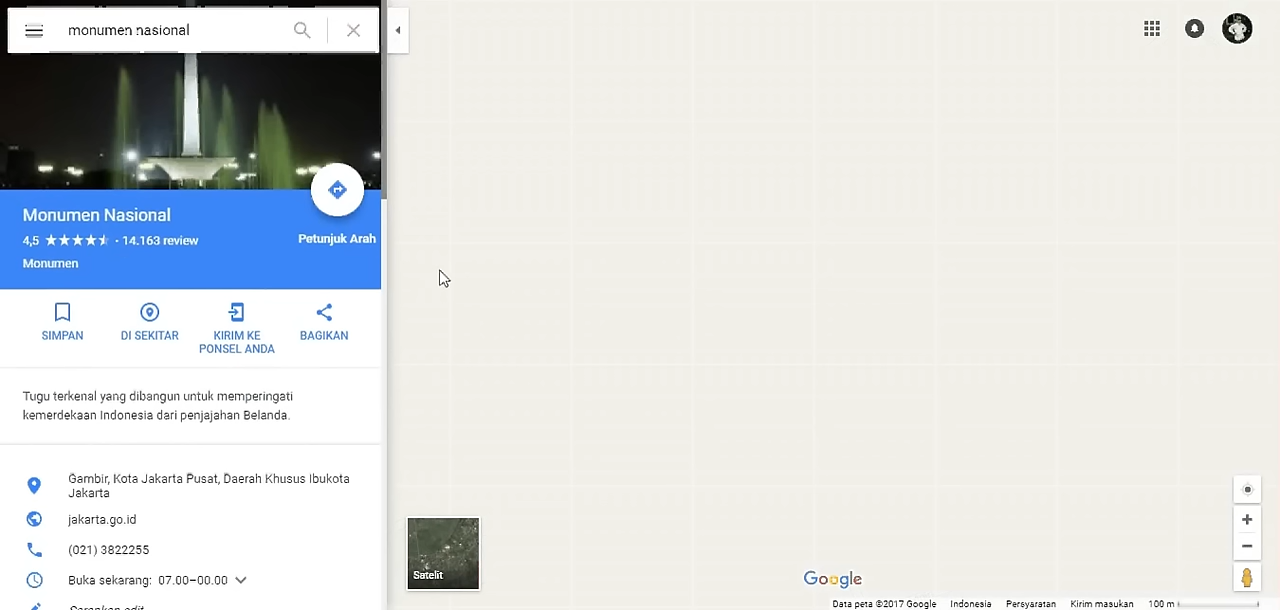 monumen nasional
Monumen Nasional
4,5 ★★★★★ · 14.163 review
Petunjuk Arah
Monumen
SIMPAN
DI SEKITAR
KIRIM KE
PONSEL ANDA
BAGIKAN
Tugu terkenal yang dibangun untuk memperingati
kemerdekaan Indonesia dari penjajahan Belanda.
Gambir, Kota Jakarta Pusat, Daerah Khusus Ibukota
Jakarta
jakarta.go.id
(021) 3822255
Buka sekarang: 07.00–00.00
Sarankan edit
Satelit
Google
Data peta ©2017 Google Indonesia Persyaratan Kirim masukan 100 m